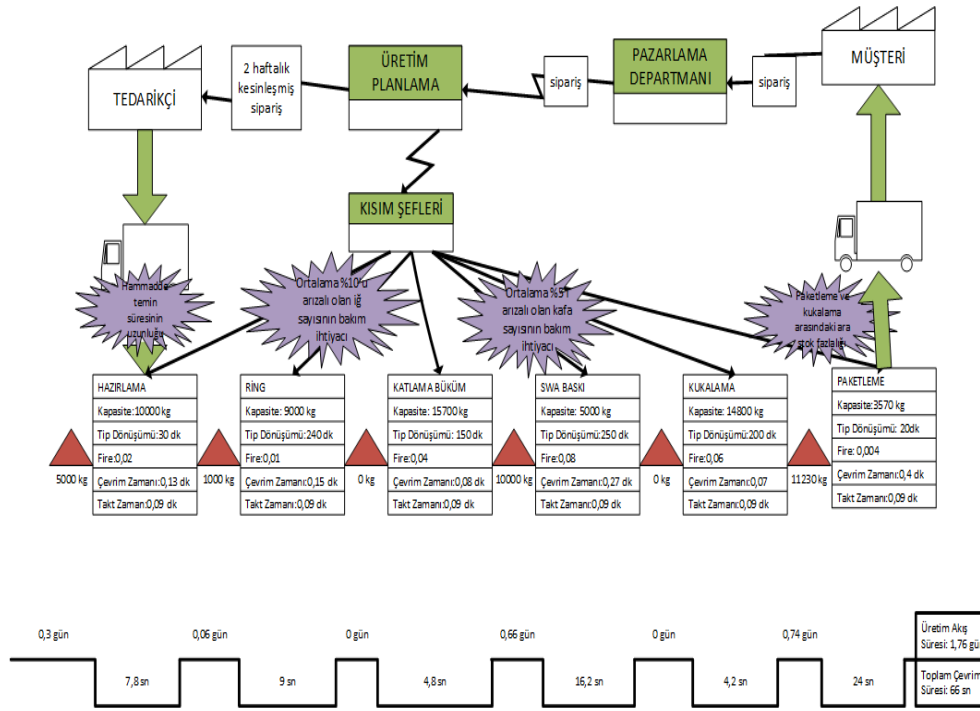 TEDARİKÇİ
2 haftalık
kesinleşmiş
sipariş
ÜRETİM
PLANLAMA
sipariş
PAZARLAMA
DEPARTMANI
sipariş
MÜŞTERİ
KISIM ŞEFLERİ
Hammadde
temin
süresinin
uzunluğu
Ortalama %10'u
arızalı olan iğ
sayısının bakım
ihtiyacı
Ortalama %5'i
arızalı olan kafa
sayısının bakım
ihtiyacı
Paketleme ve
kukalama
arasındaki ara
stok fazlalığı
HAZIRLAMA
Kapasite:10000 kg
Tip Dönüşümü:30 dk
Fire:0,02
Çevrim Zamanı:0,13 dk
Takt Zamanı:0,09 dk
RİNG
Kapasite: 9000 kg
Tip Dönüşümü:240 dk
Fire:0,01
Çevrim Zamanı:0,15 dk
Takt Zamanı:0,09 dk
KATLAMA BÜKÜM
Kapasite: 15700 kg
Tip Dönüşümü: 150 dk
Fire:0,04
Çevrim Zamanı:0,08 dk
Takt Zamanı:0,09 dk
SWA BASKI
Kapasite: 5000 kg
Tip Dönüşümü:250 dk
Fire:0,08
Çevrim Zamanı:0,27 dk
Takt Zamanı:0,09 dk
KUKALAMA
Kapasite: 14800 kg
Tip Dönüşümü:200 dk
Fire:0,06
Çevrim Zamanı:0,07
Takt Zamanı:0,09 dk
PAKETLEME
Kapasite:3570 kg
Tip Dönüşümü: 20dk
Fire: 0,004
Çevrim Zamanı:0,4 dk
Takt Zamanı:0,09 dk
5000 kg
1000 kg
0 kg
10000 kg
0 kg
11230 kg
0,3 gün
0,06 gün
0 gün
0,66 gün
0 gün
0,74 gün
Üretim Akış
Süresi: 1,76 gü
7,8 sn
9 sn
4,8 sn
16,2 sn
4,2 sn
24 sn
Toplam Çevrim
Süresi: 66 sn